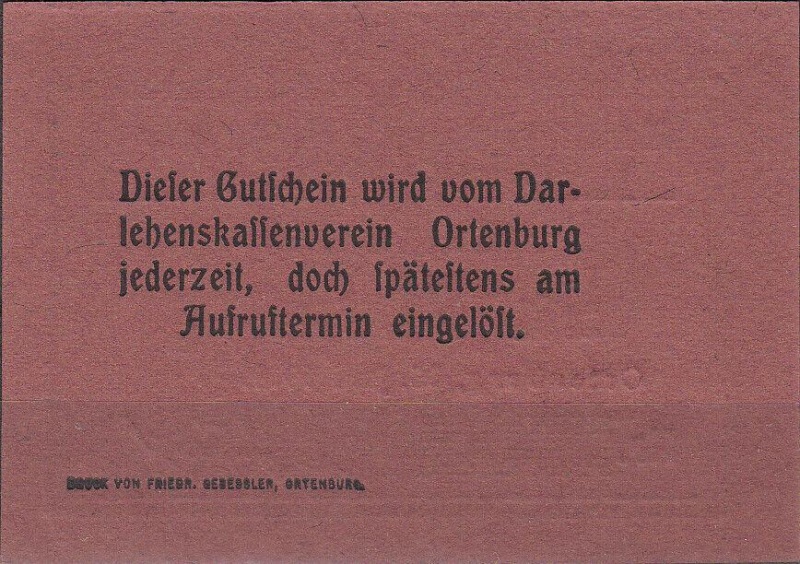 Dieſer Gutſchein wird vom Dar-
lehenskaſſenverein Ortenburg
jederzeit, doch ſpäteſtens am
Aufruftermin eingelöſt.
DRUCK VON FRIEDR. GEBESSLER, ORTENBURG.